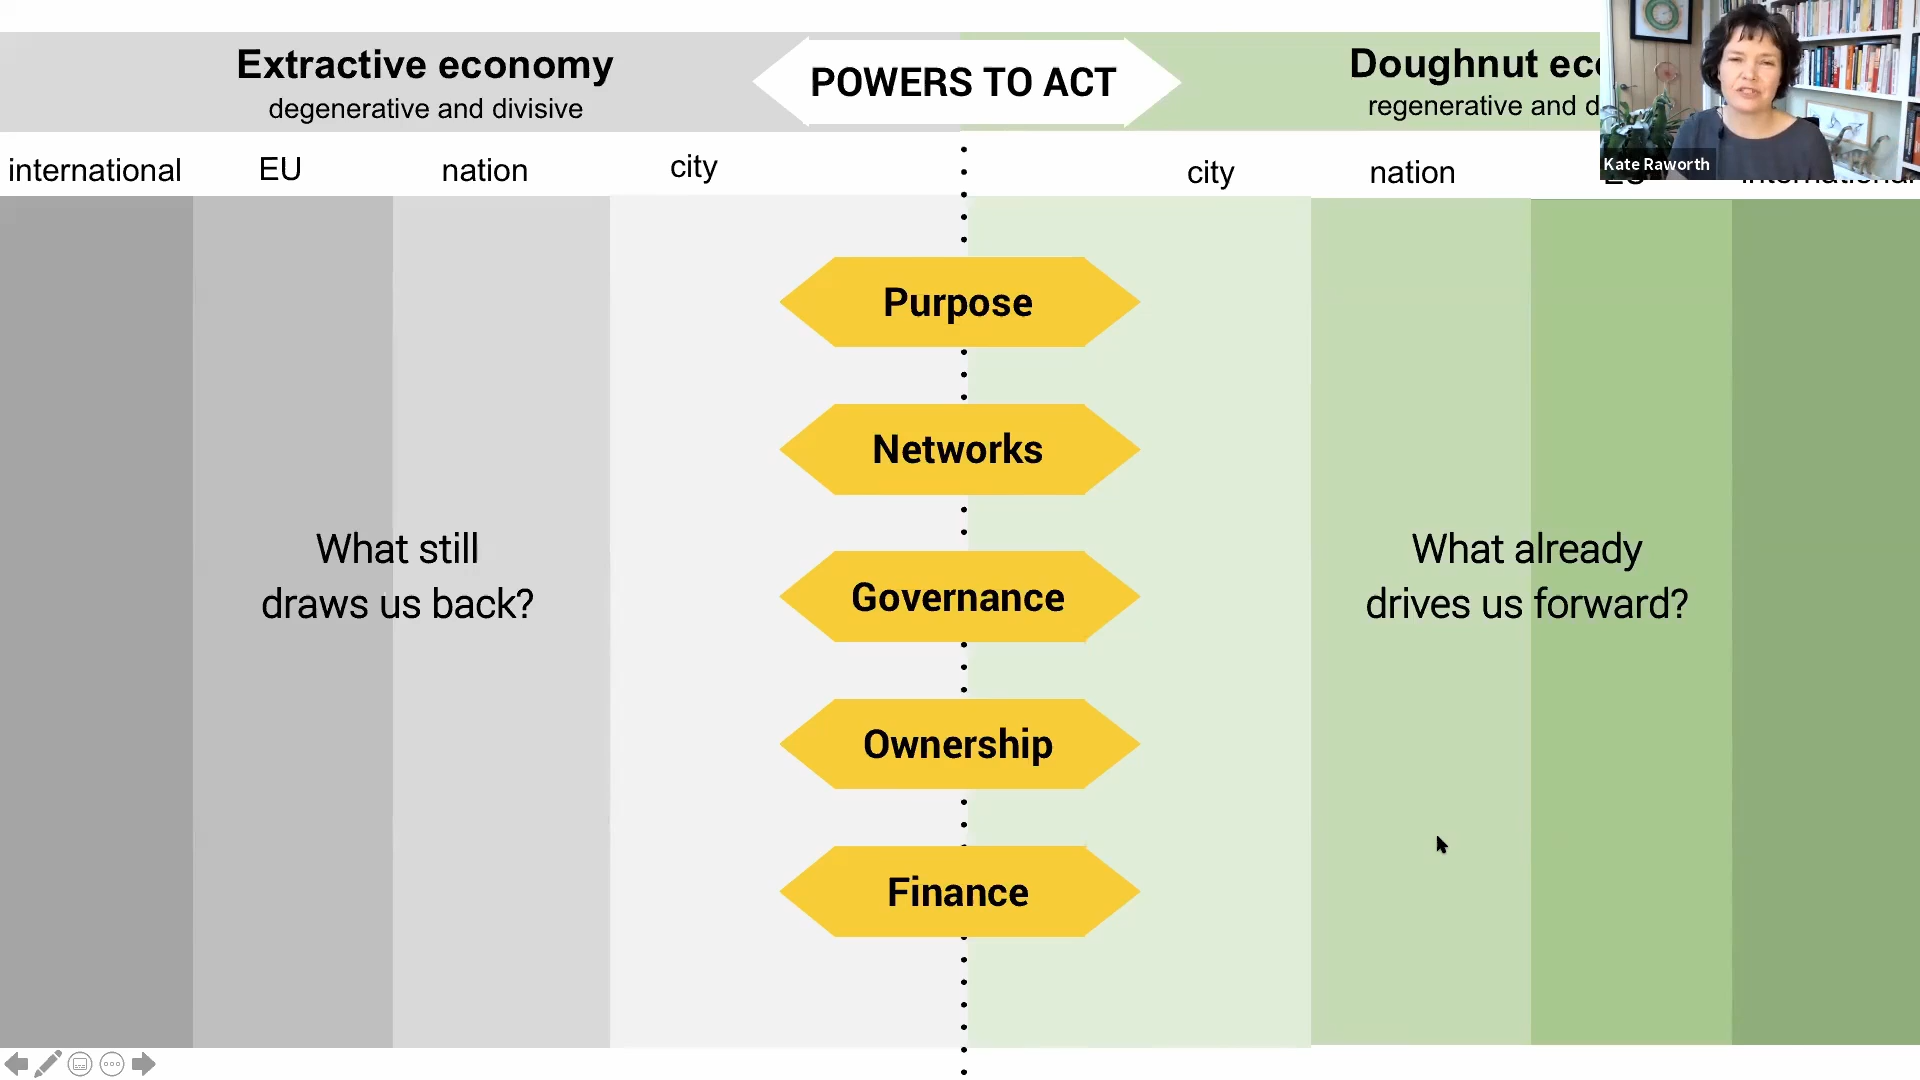 Extractive economy
degenerative and divisive
POWERS TO ACT
Doughnut
regenerative and
Kate Raworth
international EU nation city
city nation
Purpose
Networks
Governance
Ownership
Finance
What still
draws us back?
What already
drives us forward?